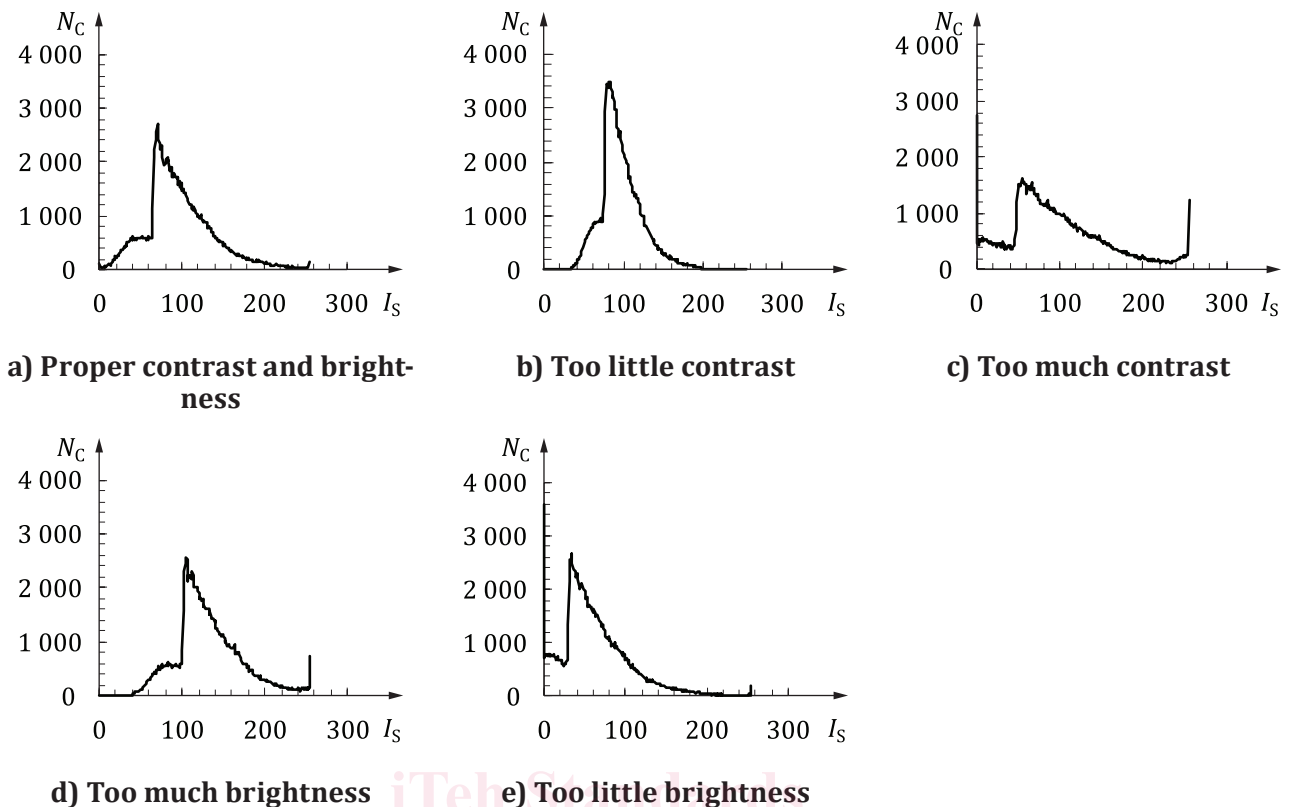 N_C
4 000
3 000
2 000
1 000
0
0 100 200 300 I_S
a) Proper contrast and bright-
ness
N_C
4 000
3 000
2 000
1 000
0
0 100 200 300 I_S
b) Too little contrast
N_C
4 000
3 000
2 000
1 000
0
0 100 200 300 I_S
c) Too much contrast
N_C
4 000
3 000
2 000
1 000
0
0 100 200 300 I_S
d) Too much brightness
N_C
4 000
3 000
2 000
1 000
0
0 100 200 300 I_S
e) Too little brightness
iTeh Standards